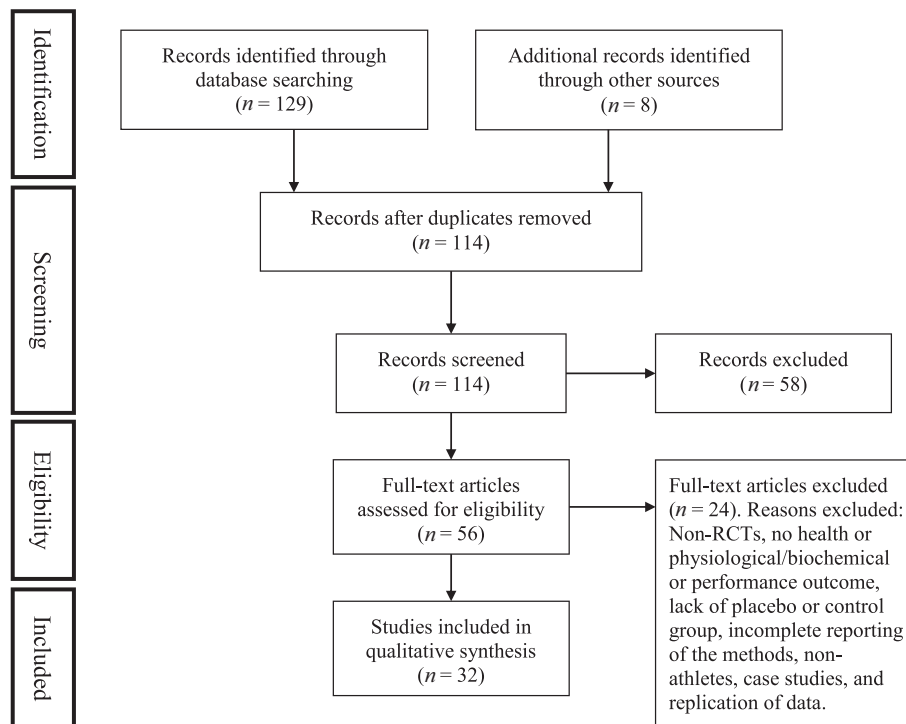 Identification
Records identified through
database searching
(n = 129)
Additional records identified
through other sources
(n = 8)
Screening
Records after duplicates removed
(n = 114)
Records screened
(n = 114)
Records excluded
(n = 58)
Eligibility
Full-text articles
assessed for eligibility
(n = 56)
Full-text articles excluded
(n = 24). Reasons excluded:
Non-RCTs, no health or
physiological/biochemical
or performance outcome,
lack of placebo or control
group, incomplete reporting
of the methods, non-
athletes, case studies, and
replication of data.
Included
Studies included in
qualitative synthesis
(n = 32)